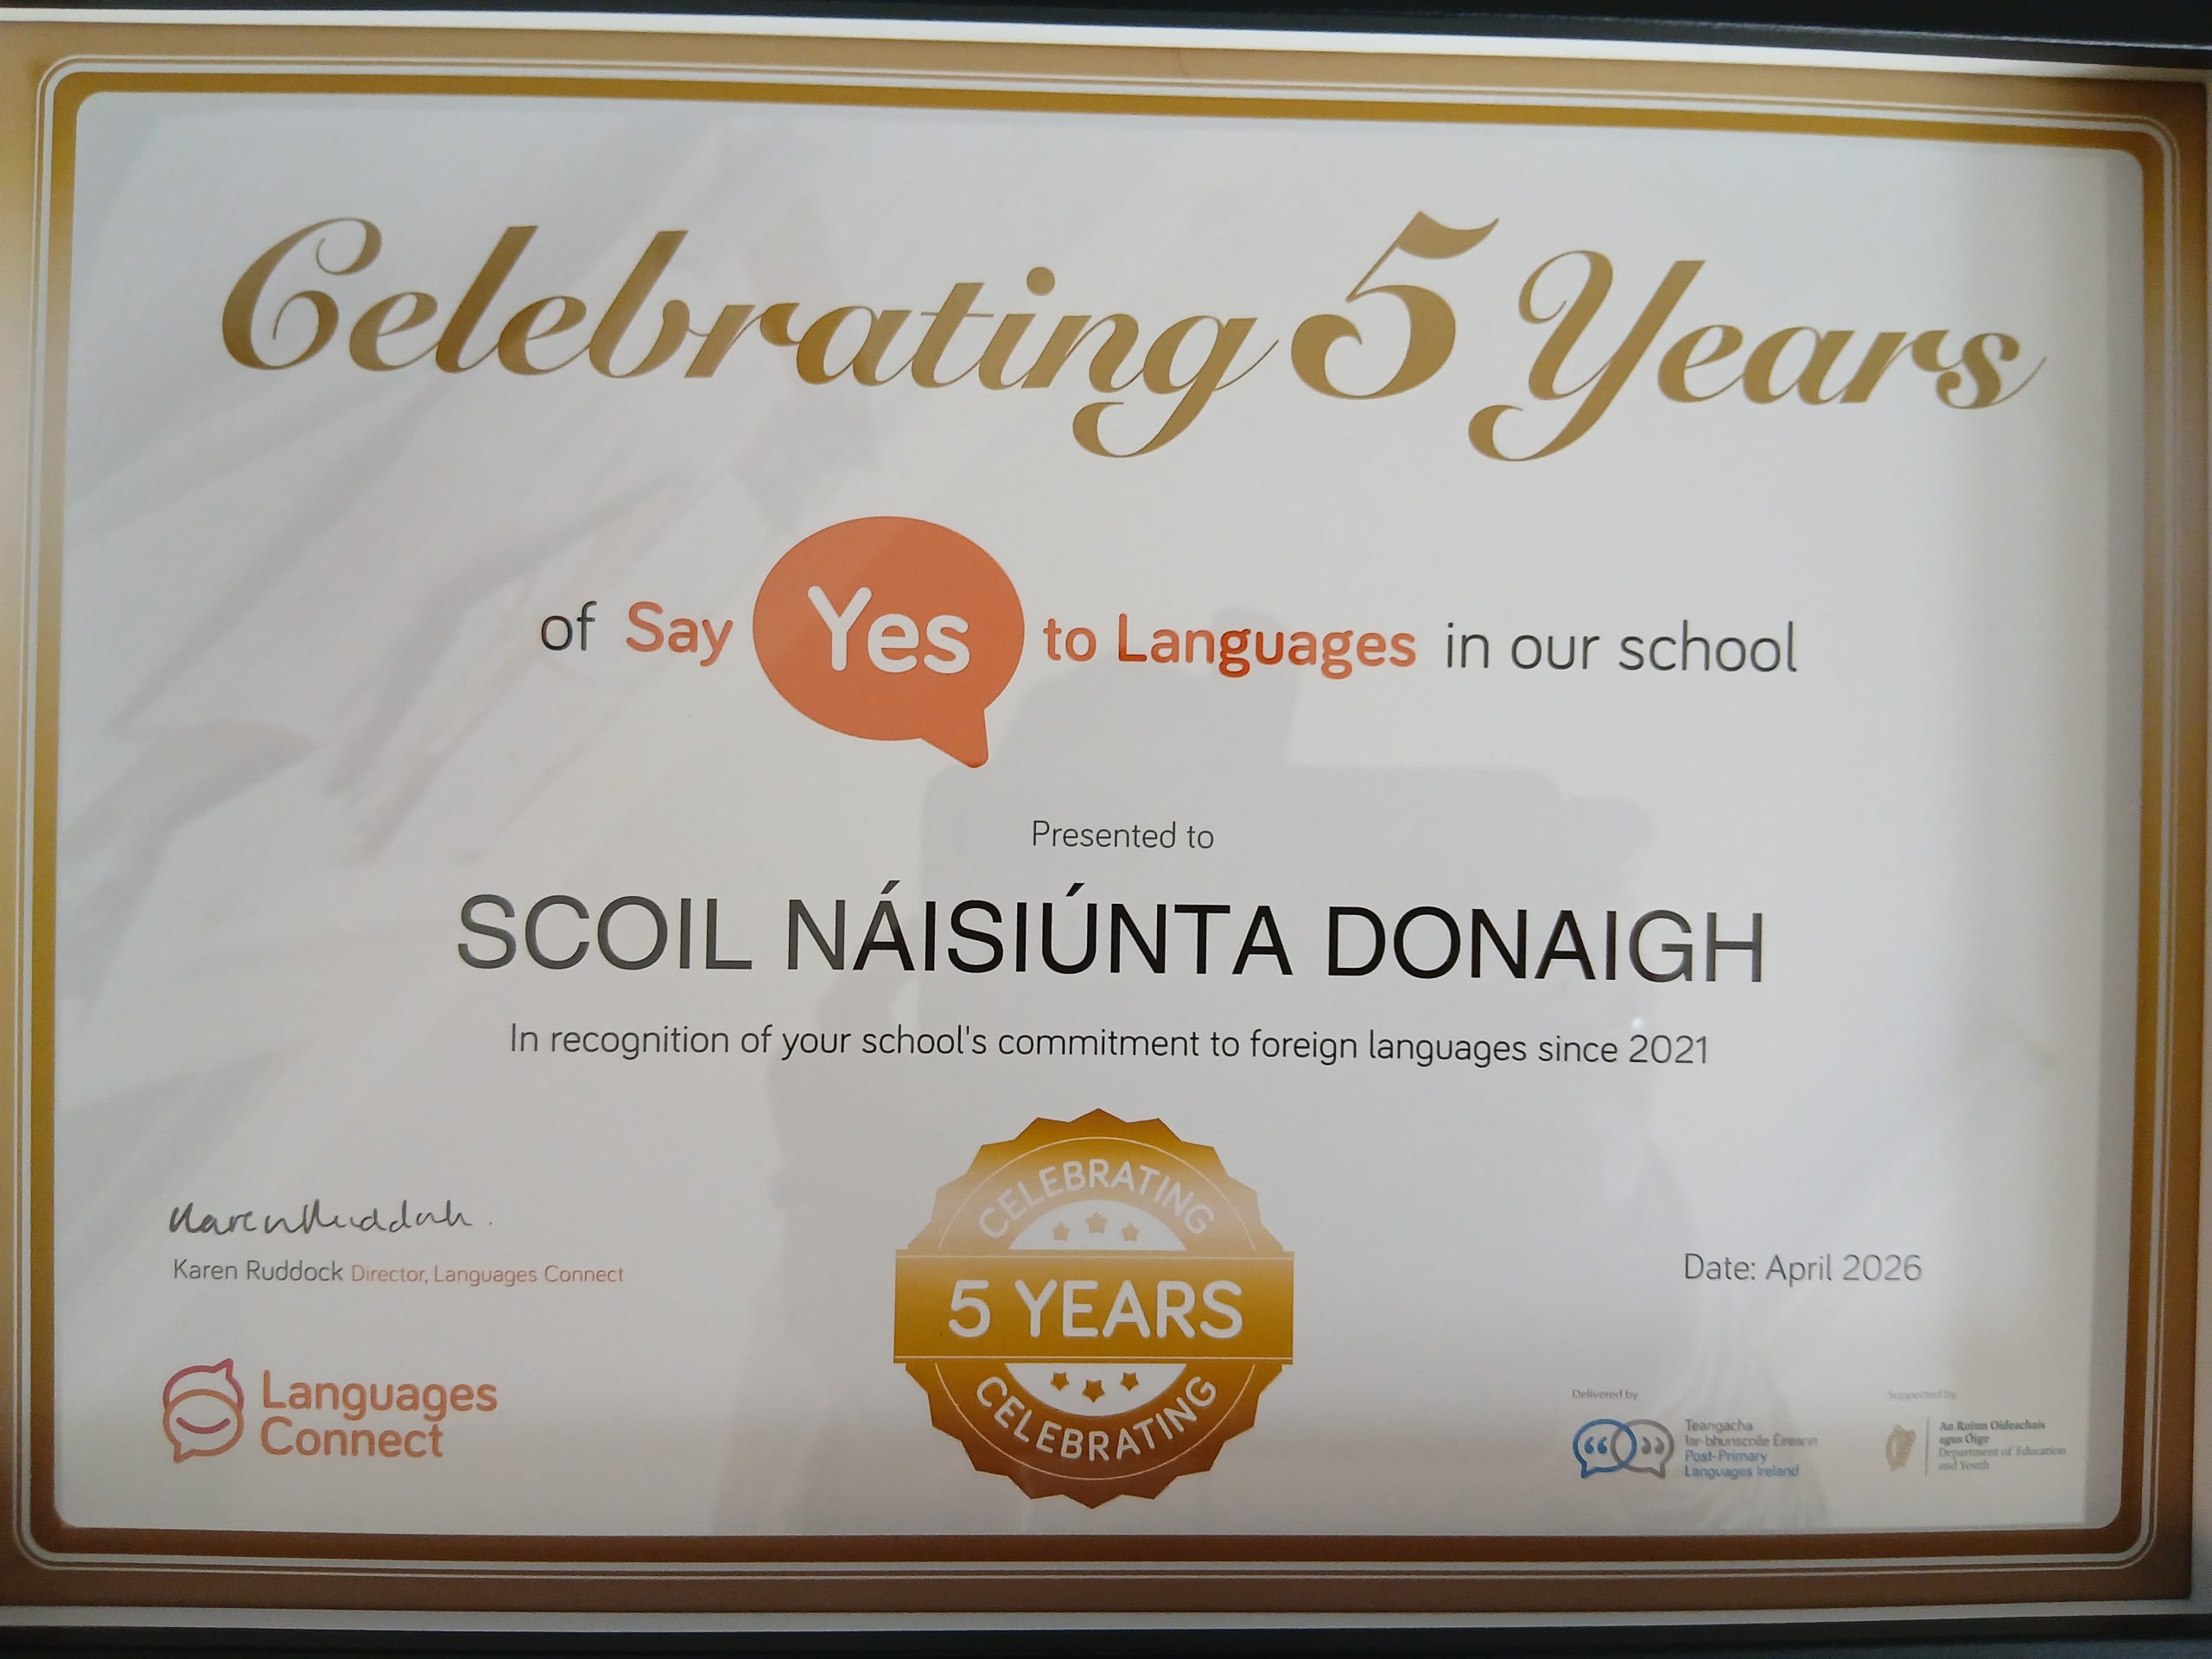 Celebrating 5 Years
of Say Yes to Languages in our school
Presented to
SCOIL NÁISIÚNTA DONAIGH
In recognition of your school's commitment to foreign languages since 2021
CELEBRATING
5 YEARS
CELEBRATING
Karen Ruddock
Karen Ruddock Director, Languages Connect
Date: April 2026
Languages
Connect
Delivered by
Teangacha
Iar-bhunscoile Éireann
Post-Primary
Languages Ireland
Supported by
An Roinn Oideachais
agus Óige
Department of Education
and Youth